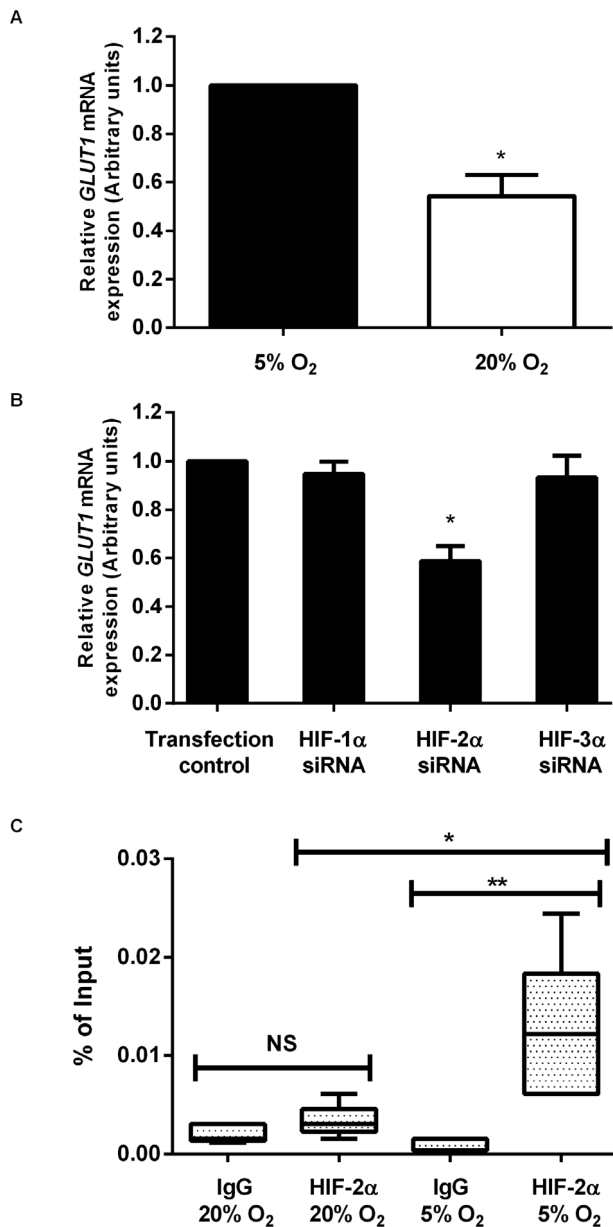 A
Relative GLUT1 mRNA
expression (Arbitrary units)
1.2
1.0
0.8
0.6
0.4
0.2
0.0
*
5% O₂
20% O₂
B
Relative GLUT1 mRNA
expression (Arbitrary units)
1.2
1.0
0.8
0.6
0.4
0.2
0.0
*
Transfection
control
HIF-1α
siRNA
HIF-2α
siRNA
HIF-3α
siRNA
C
% of Input
0.03
0.02
0.01
0.00
*
**
NS
IgG
20% O₂
HIF-2α
20% O₂
IgG
5% O₂
HIF-2α
5% O₂